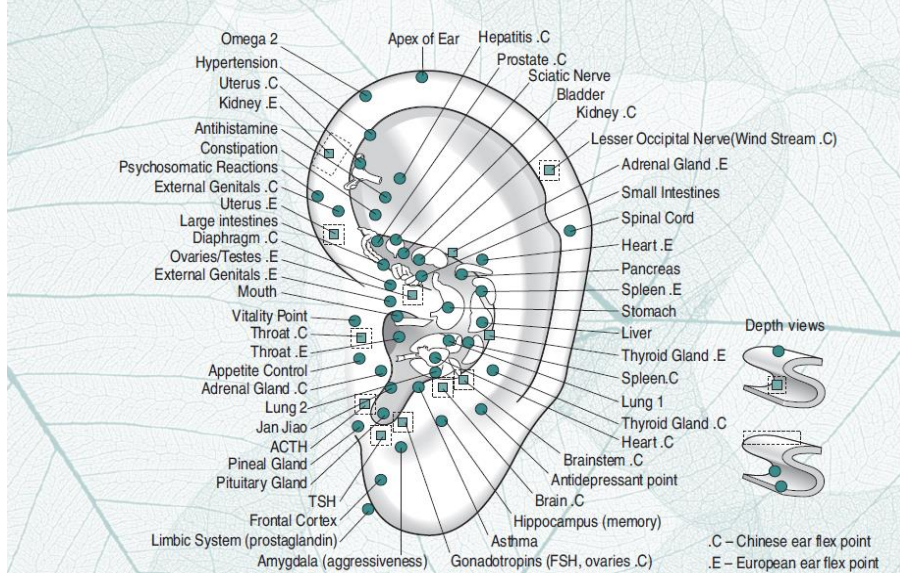 Omega 2
Hypertension
Uterus .C
Kidney .E
Antihistamine
Constipation
Psychosomatic Reactions
External Genitals .C
Uterus .E
Large intestines
Diaphragm .C
Ovaries/Testes .E
External Genitals .E
Mouth
Vitality Point
Throat .C
Throat .E
Appetite Control
Adrenal Gland .C
Lung 2
Jan Jiao
ACTH
Pineal Gland
Pituitary Gland
TSH
Frontal Cortex
Limbic System (prostaglandin)
Amygdala (aggressiveness)
Apex of Ear
Hepatitis .C
Prostate .C
Sciatic Nerve
Bladder
Kidney .C
Lesser Occipital Nerve(Wind Stream .C)
Adrenal Gland .E
Small Intestines
Spinal Cord
Heart .E
Pancreas
Spleen .E
Stomach
Liver
Thyroid Gland .E
Spleen.C
Lung 1
Thyroid Gland .C
Heart .C
Brainstem .C
Antidepressant point
Brain .C
Hippocampus (memory)
Asthma
Gonadotropins (FSH, ovaries .C)
Depth views
.C – Chinese ear flex point
.E – European ear flex point